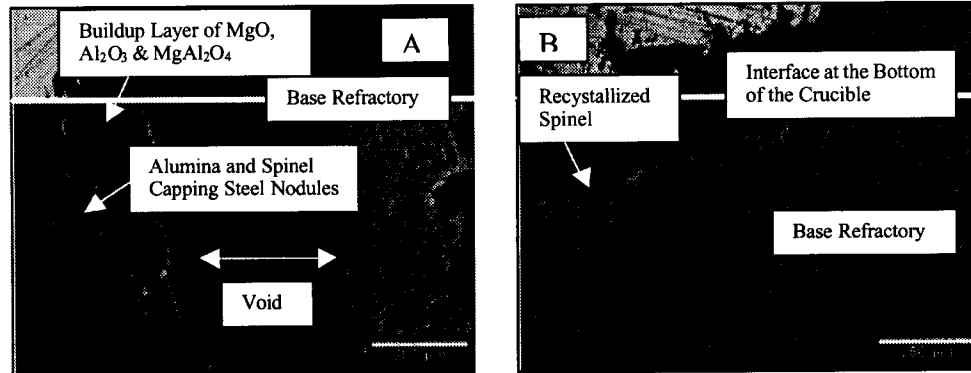 Buildup Layer of MgO,
Al₂O₃ & MgAl₂O₄
A
Base Refractory
Alumina and Spinel
Capping Steel Nodules
Void
B
Recystallized
Spinel
Interface at the Bottom
of the Crucible
Base Refractory